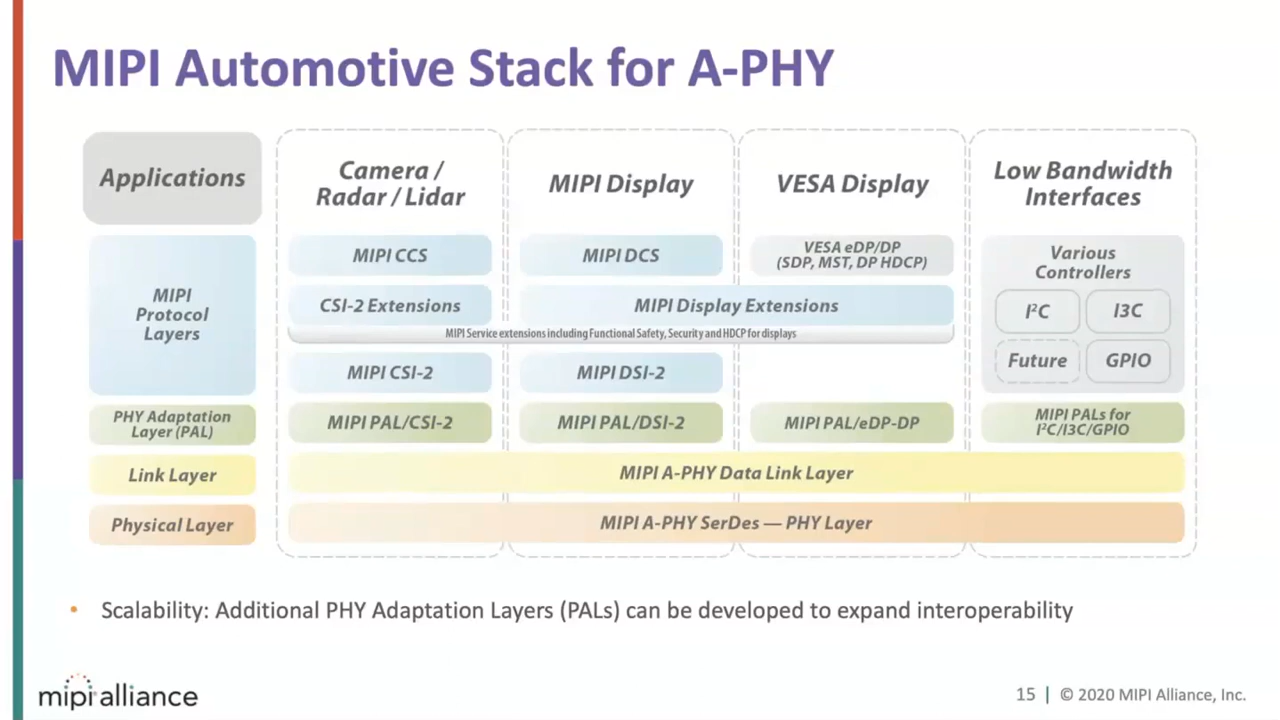 MIPI Automotive Stack for A-PHY
Applications
Camera /
Radar / Lidar
MIPI Display
VESA Display
Low Bandwidth
Interfaces
MIPI
Protocol
Layers
MIPI CCS
MIPI DCS
VESA eDP/DP
(SDP, MST, DP HDCP)
Various
Controllers
CSI-2 Extensions
MIPI Display Extensions
I²C
I3C
MIPI Service extensions including Functional Safety, Security and HDCP for displays
Future
GPIO
MIPI CSI-2
MIPI DSI-2
PHY Adaptation
Layer (PAL)
MIPI PAL/CSI-2
MIPI PAL/DSI-2
MIPI PAL/eDP-DP
MIPI PALs for
I²C/I3C/GPIO
Link Layer
MIPI A-PHY Data Link Layer
Physical Layer
MIPI A-PHY SerDes — PHY Layer
• Scalability: Additional PHY Adaptation Layers (PALs) can be developed to expand interoperability
mipi alliance
15 | © 2020 MIPI Alliance, Inc.